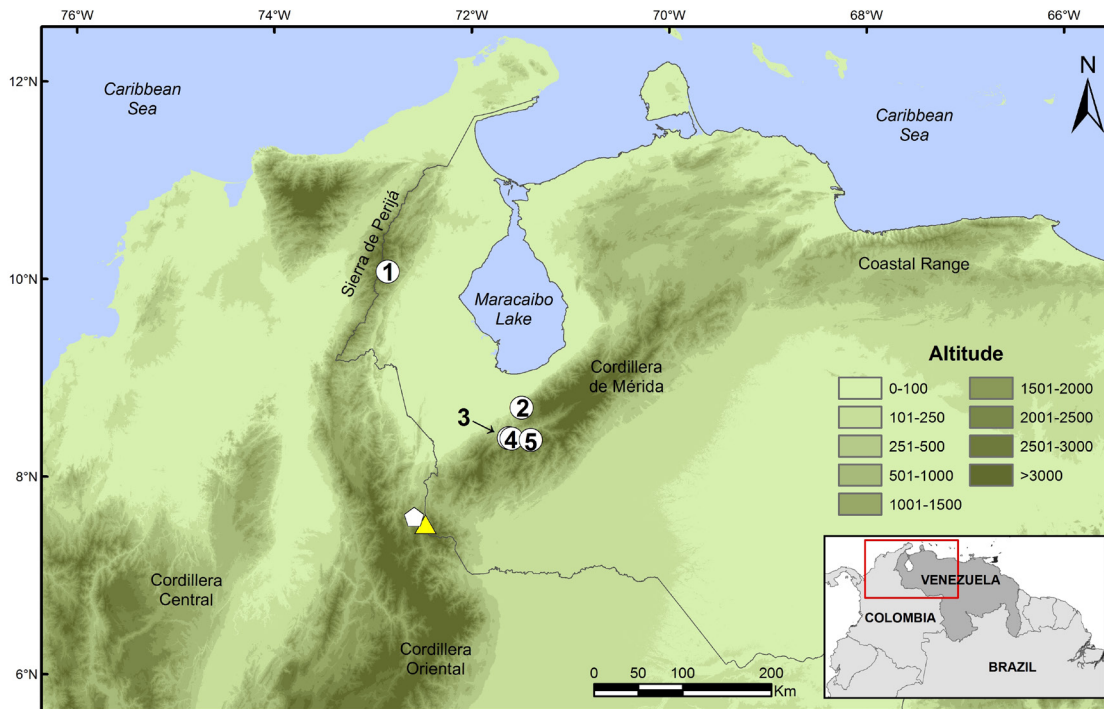 76°W
74°W
72°W
70°W
68°W
66°W
12°N
10°N
8°N
6°N
Caribbean
Sea
Caribbean
Sea
N
Sierra de Perijá
1
Maracaibo
Lake
Coastal Range
Cordillera
de Mérida
2
3
4
5
Cordillera
Central
Cordillera
Oriental
Altitude
0-100
101-250
251-500
501-1000
1001-1500
1501-2000
2001-2500
2501-3000
>3000
VENEZUELA
COLOMBIA
BRAZIL
0 50 100 200
Km